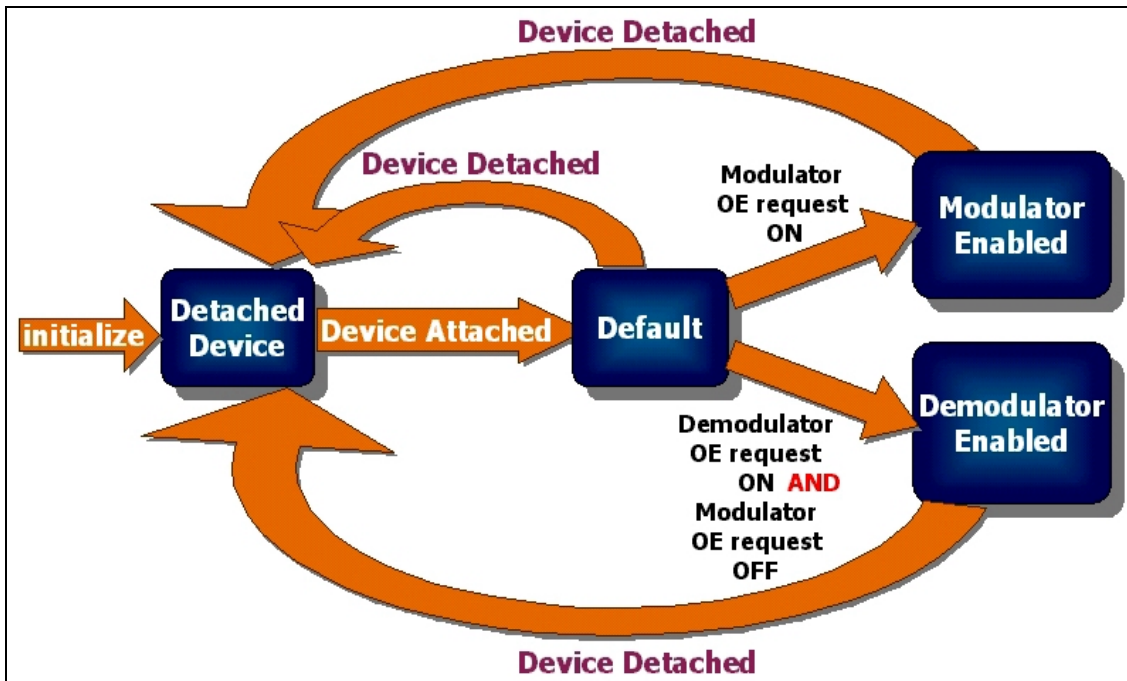 Device Detached
Device Detached
Modulator
OE request
ON
Modulator
Enabled
initialize
Detached
Device
Device Attached
Default
Demodulator
OE request
ON AND
Modulator
OE request
OFF
Demodulator
Enabled
Device Detached